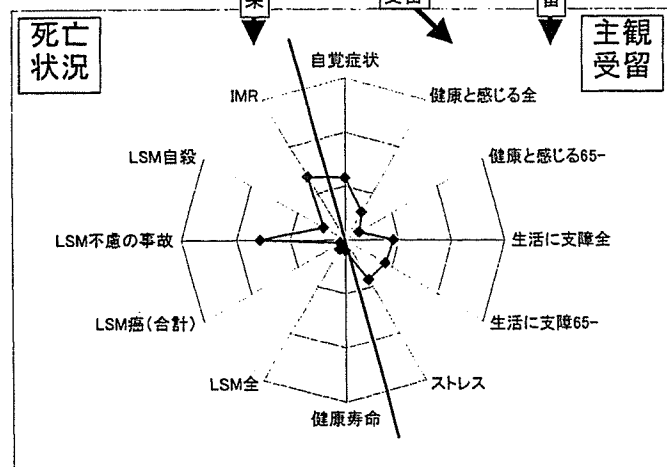 受留
留
死亡
状況
主観
受留
自覚症状
IMR
健康と感じる全
LSM自殺
健康と感じる65-
LSM不慮の事故
生活に支障全
LSM癌(合計)
生活に支障65-
LSM全
ストレス
健康寿命